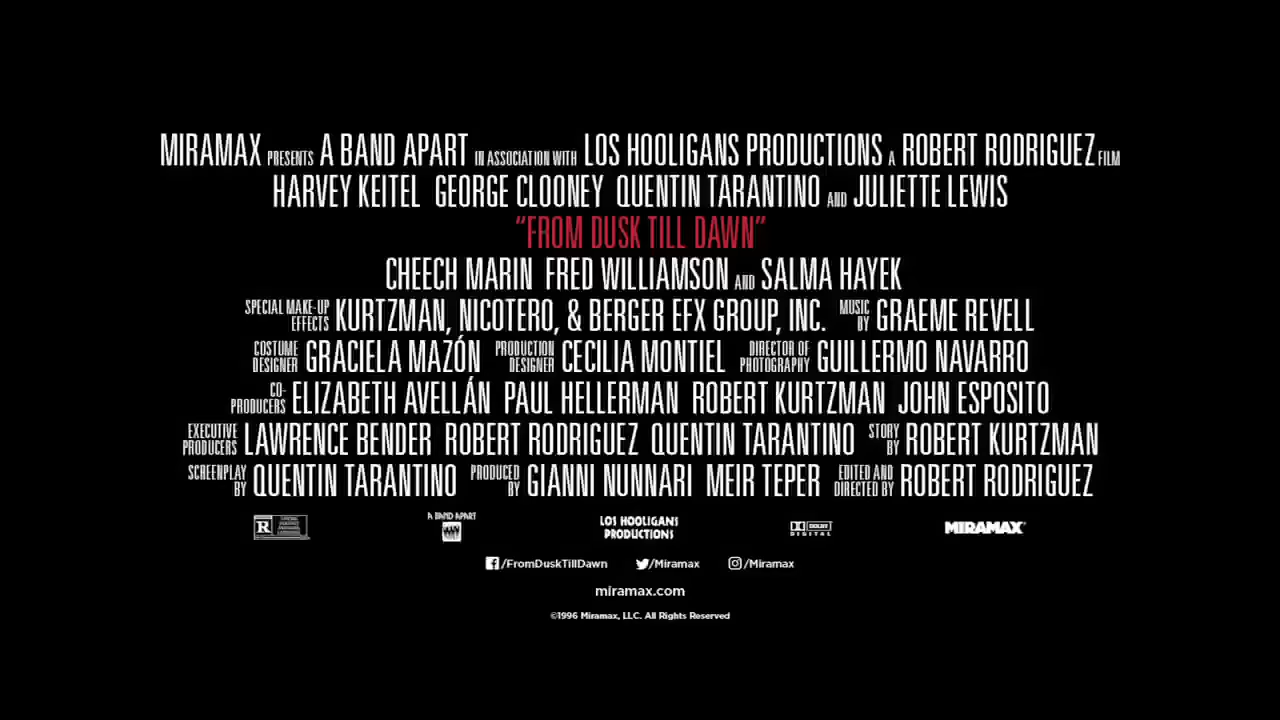 MIRAMAX PRESENTS A BAND APART IN ASSOCIATION WITH LOS HOOLIGANS PRODUCTIONS A ROBERT RODRIGUEZ FILM
HARVEY KEITEL GEORGE CLOONEY QUENTIN TARANTINO AND JULIETTE LEWIS
"FROM DUSK TILL DAWN"
CHEECH MARIN FRED WILLIAMSON AND SALMA HAYEK
SPECIAL MAKE-UP EFFECTS KURTZMAN, NICOTERO, & BERGER EFX GROUP, INC. MUSIC BY GRAEME REVELL
COSTUME DESIGNER GRACIELA MAZÓN PRODUCTION DESIGNER CECILIA MONTIEL DIRECTOR OF PHOTOGRAPHY GUILLERMO NAVARRO
CO-PRODUCERS ELIZABETH AVELLÁN PAUL HELLERMAN ROBERT KURTZMAN JOHN ESPOSITO
EXECUTIVE PRODUCERS LAWRENCE BENDER ROBERT RODRIGUEZ QUENTIN TARANTINO STORY BY ROBERT KURTZMAN
SCREENPLAY BY QUENTIN TARANTINO PRODUCED BY GIANNI NUNNARI MEIR TEPER EDITED AND DIRECTED BY ROBERT RODRIGUEZ
R A BAND APART LOS HOOLIGANS PRODUCTIONS DOLBY DIGITAL MIRAMAX
/FromDuskTillDawn /Miramax /Miramax
miramax.com
©1996 Miramax, LLC. All Rights Reserved